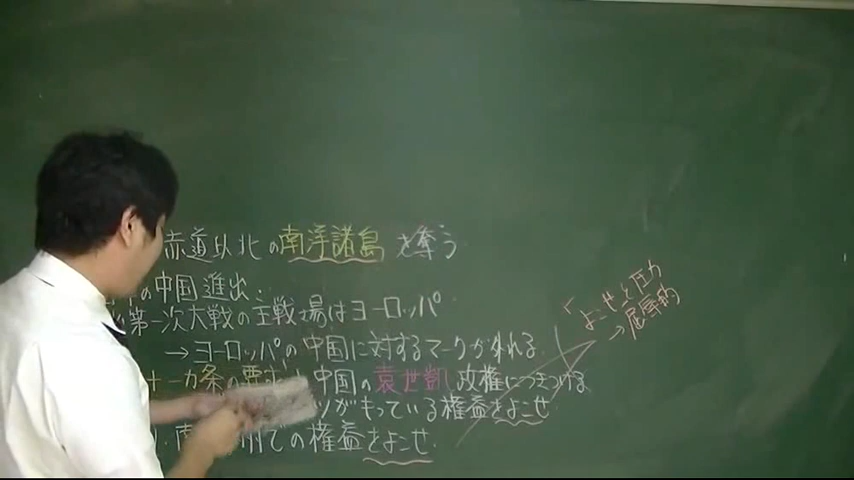 赤道以北の南洋諸島を奪う
の中国進出
第一次大戦の主戦場はヨーロッパ
→ヨーロッパの中国に対するマークが外れる
十一カ条の要求 中国の袁世凱政権につきつける
がもっている権益をよこせ
での権益をよこせ
「よこせと圧力
→屈辱的